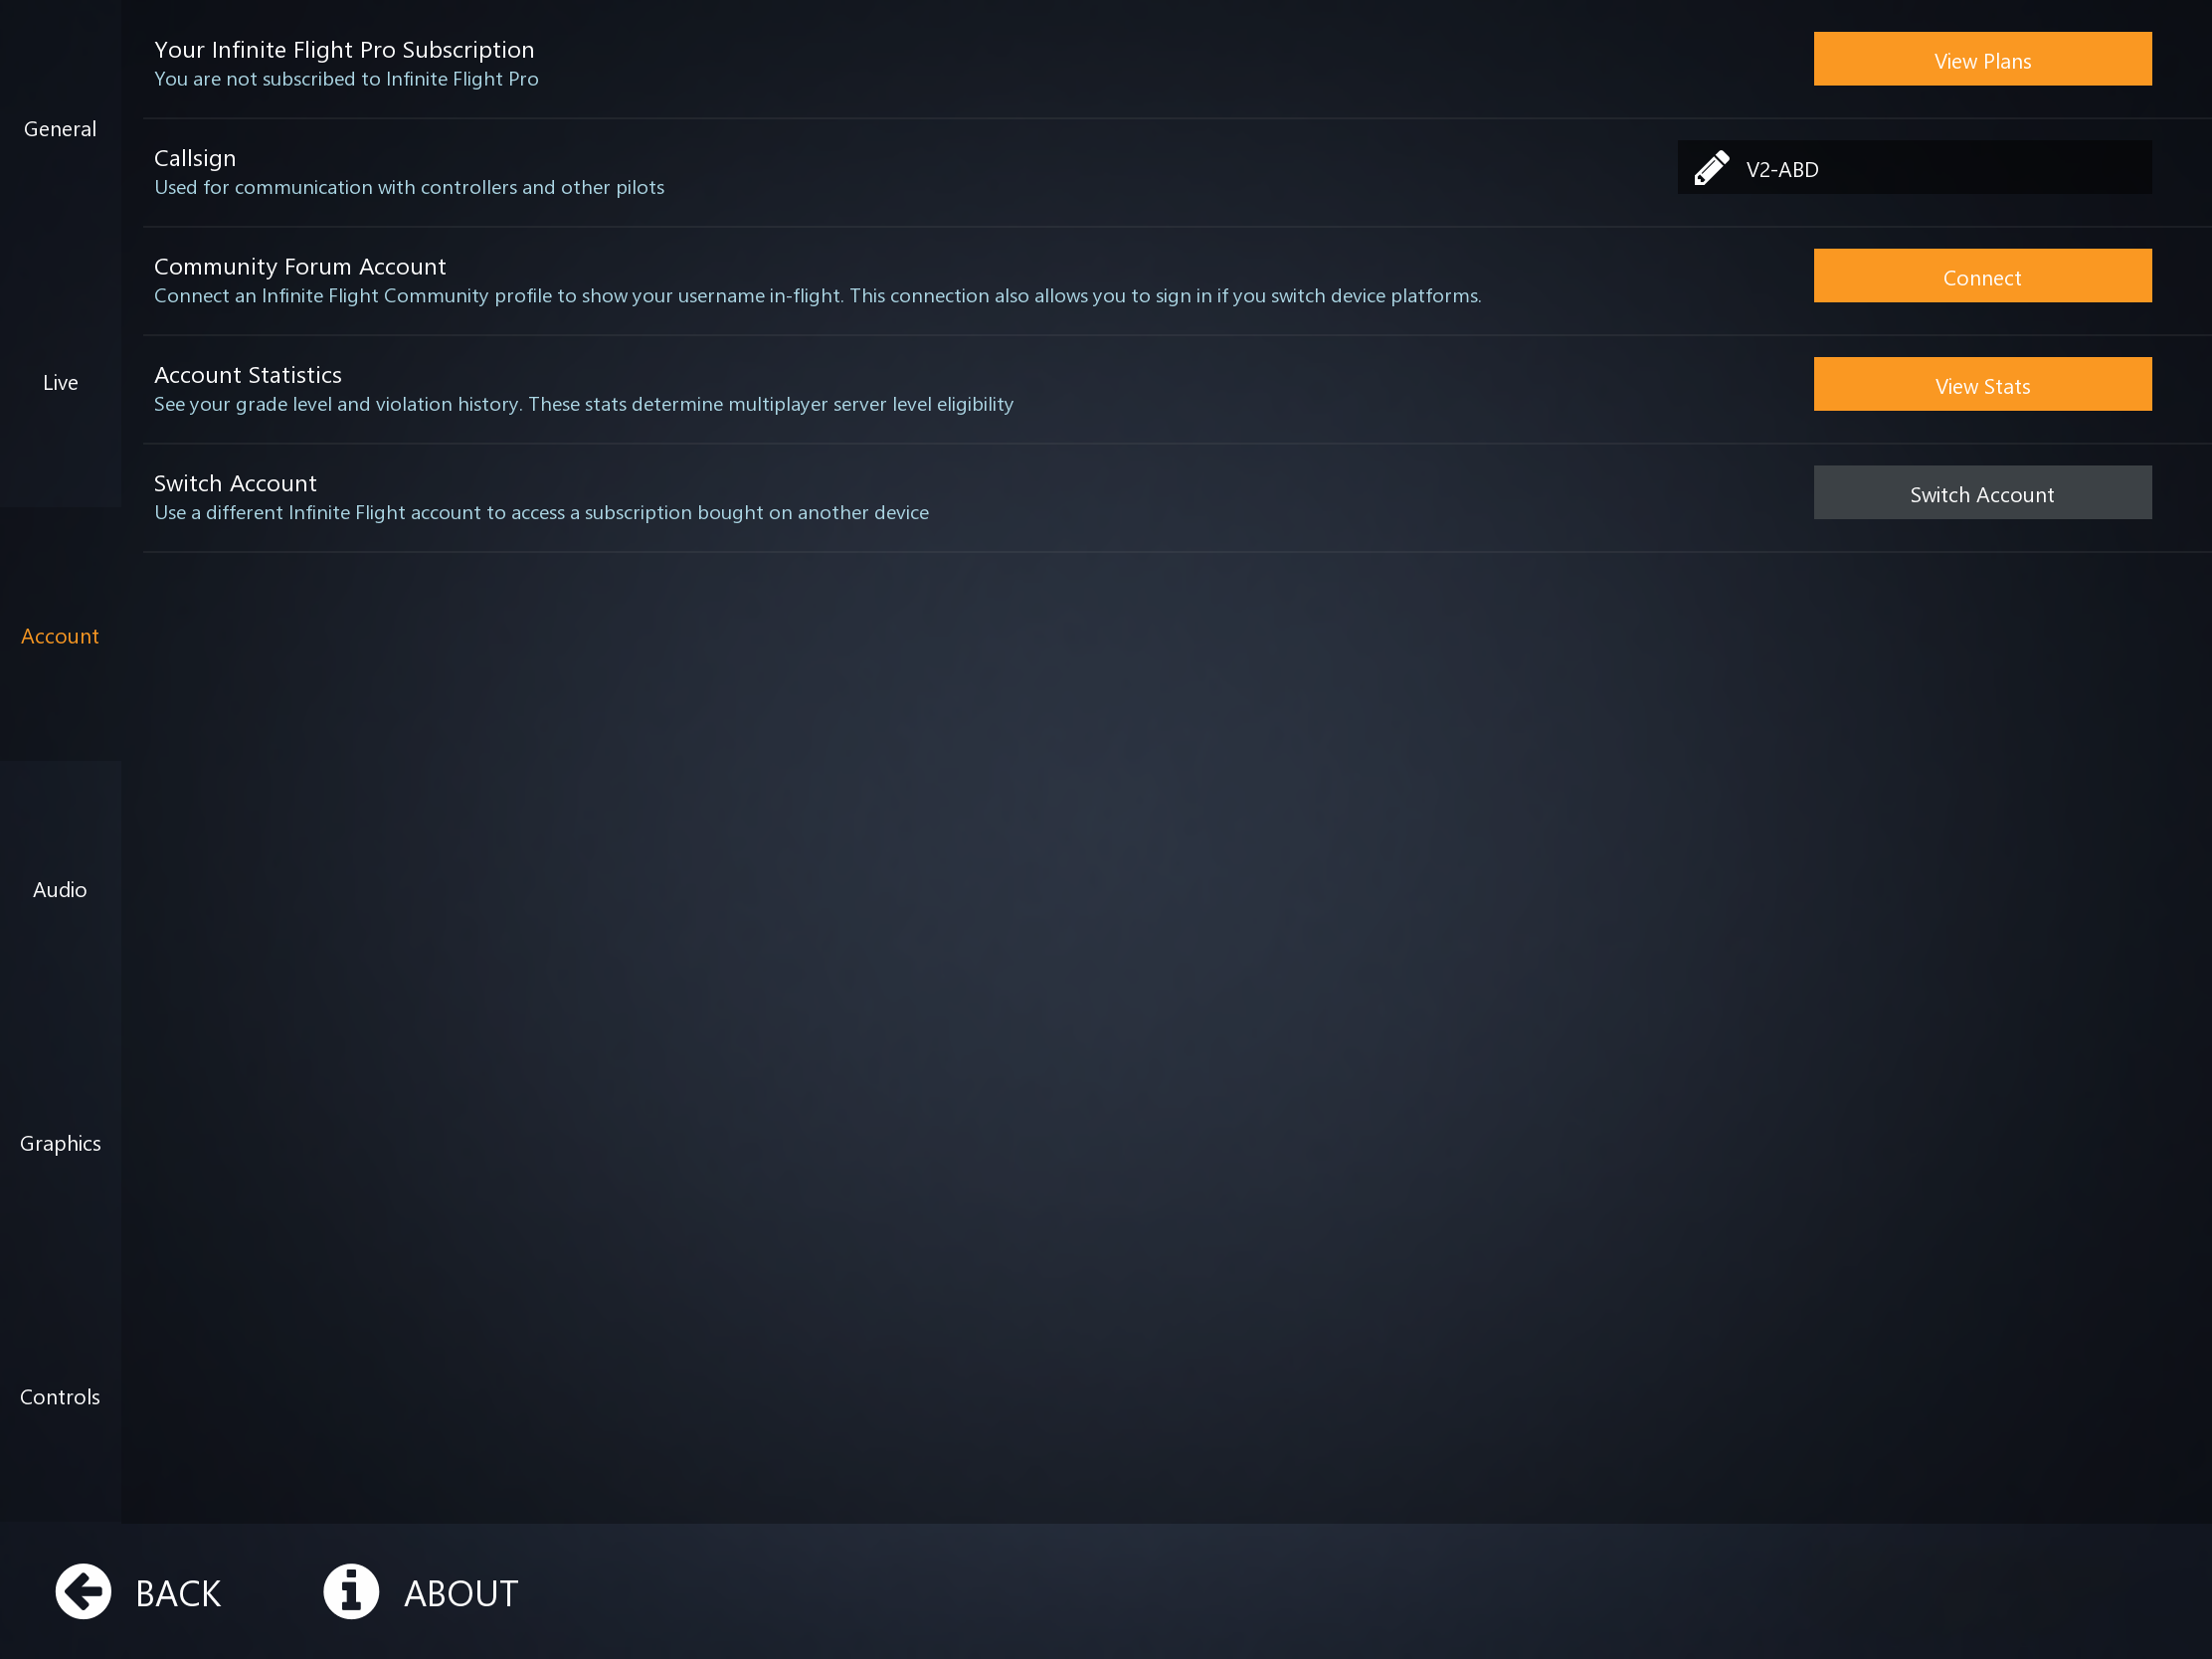 Your Infinite Flight Pro Subscription
You are not subscribed to Infinite Flight Pro
View Plans
General
Callsign
Used for communication with controllers and other pilots
V2-ABD
Community Forum Account
Connect an Infinite Flight Community profile to show your username in-flight. This connection also allows you to sign in if you switch device platforms.
Connect
Live
Account Statistics
See your grade level and violation history. These stats determine multiplayer server level eligibility
View Stats
Switch Account
Use a different Infinite Flight account to access a subscription bought on another device
Switch Account
Account
Audio
Graphics
Controls
BACK
ABOUT